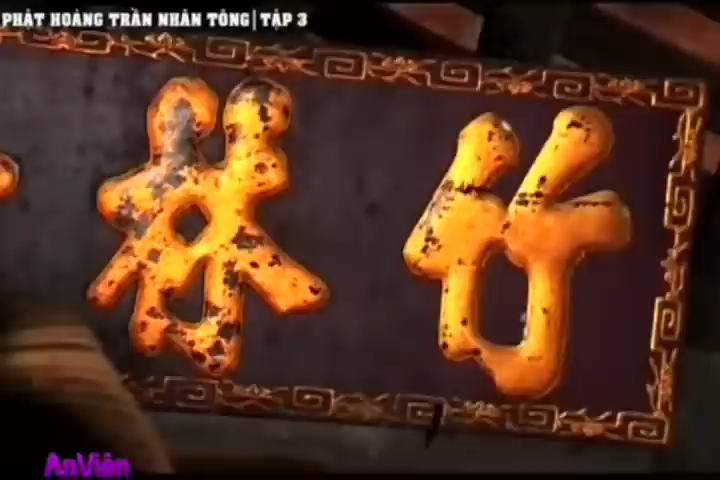 PHẬT HOÀNG TRẦN NHÂN TÔNG | TẬP 3
竹林
AnViên